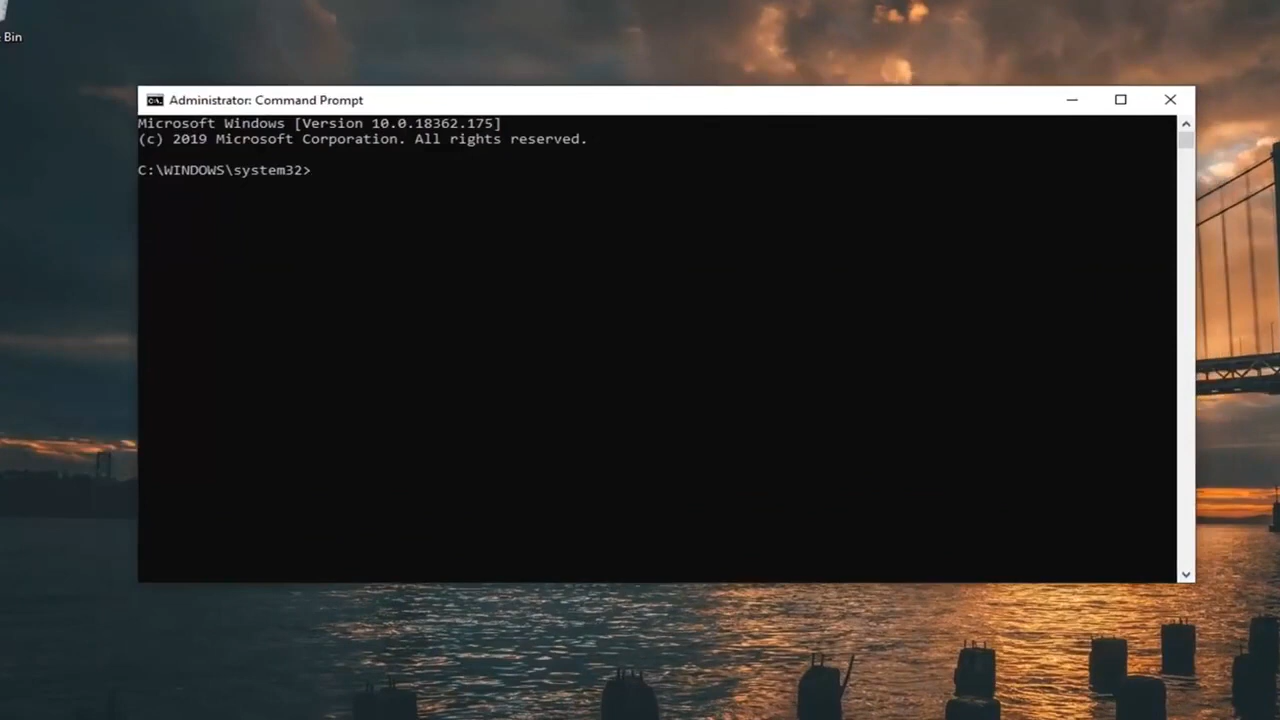 Bin
Administrator: Command Prompt
Microsoft Windows [Version 10.0.18362.175]
(c) 2019 Microsoft Corporation. All rights reserved.
C:\WINDOWS\system32>